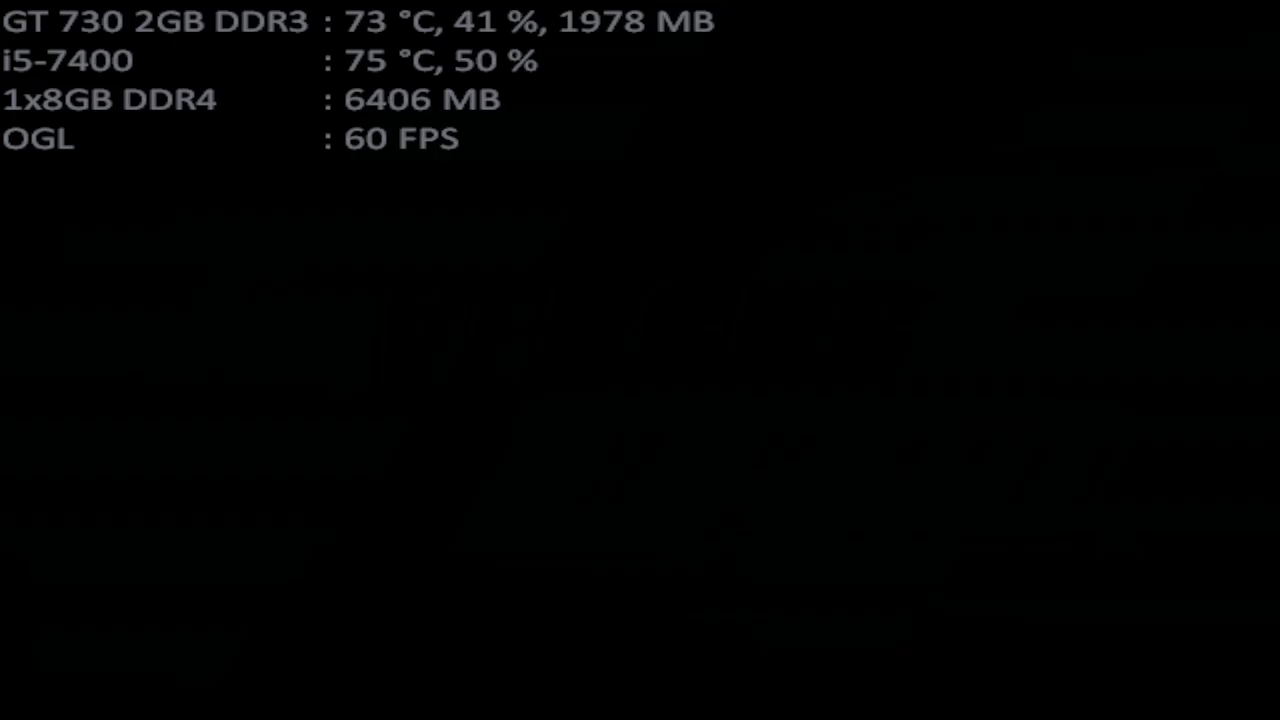 GT 730 2GB DDR3 : 73 °C, 41 %, 1978 MB
i5-7400 : 75 °C, 50 %
1x8GB DDR4 : 6406 MB
OGL : 60 FPS